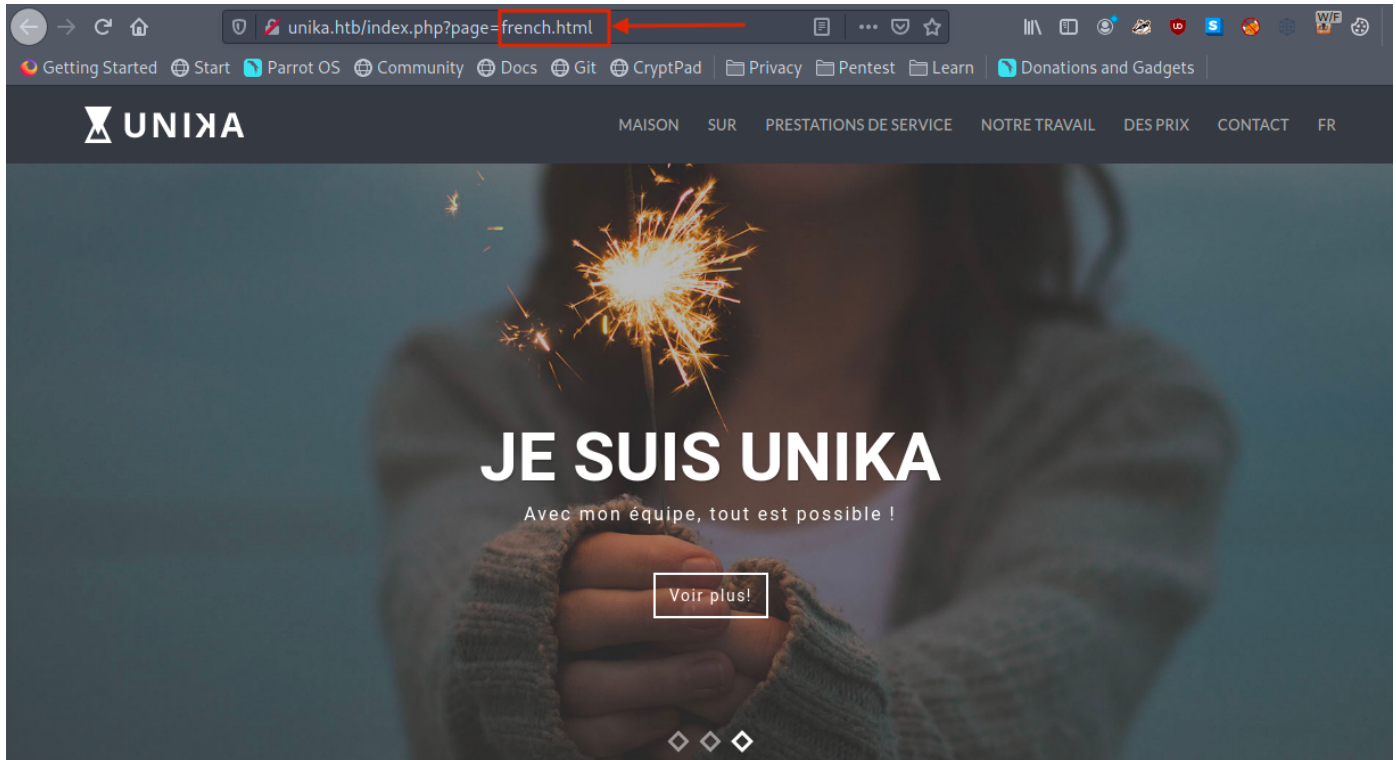 unika.htb/index.php?page=french.html
Getting Started Start Parrot OS Community Docs Git CryptPad Privacy Pentest Learn Donations and Gadgets
UNIKA
MAISON SUR PRESTATIONS DE SERVICE NOTRE TRAVAIL DES PRIX CONTACT FR
JE SUIS UNIKA
Avec mon équipe, tout est possible !
Voir plus!